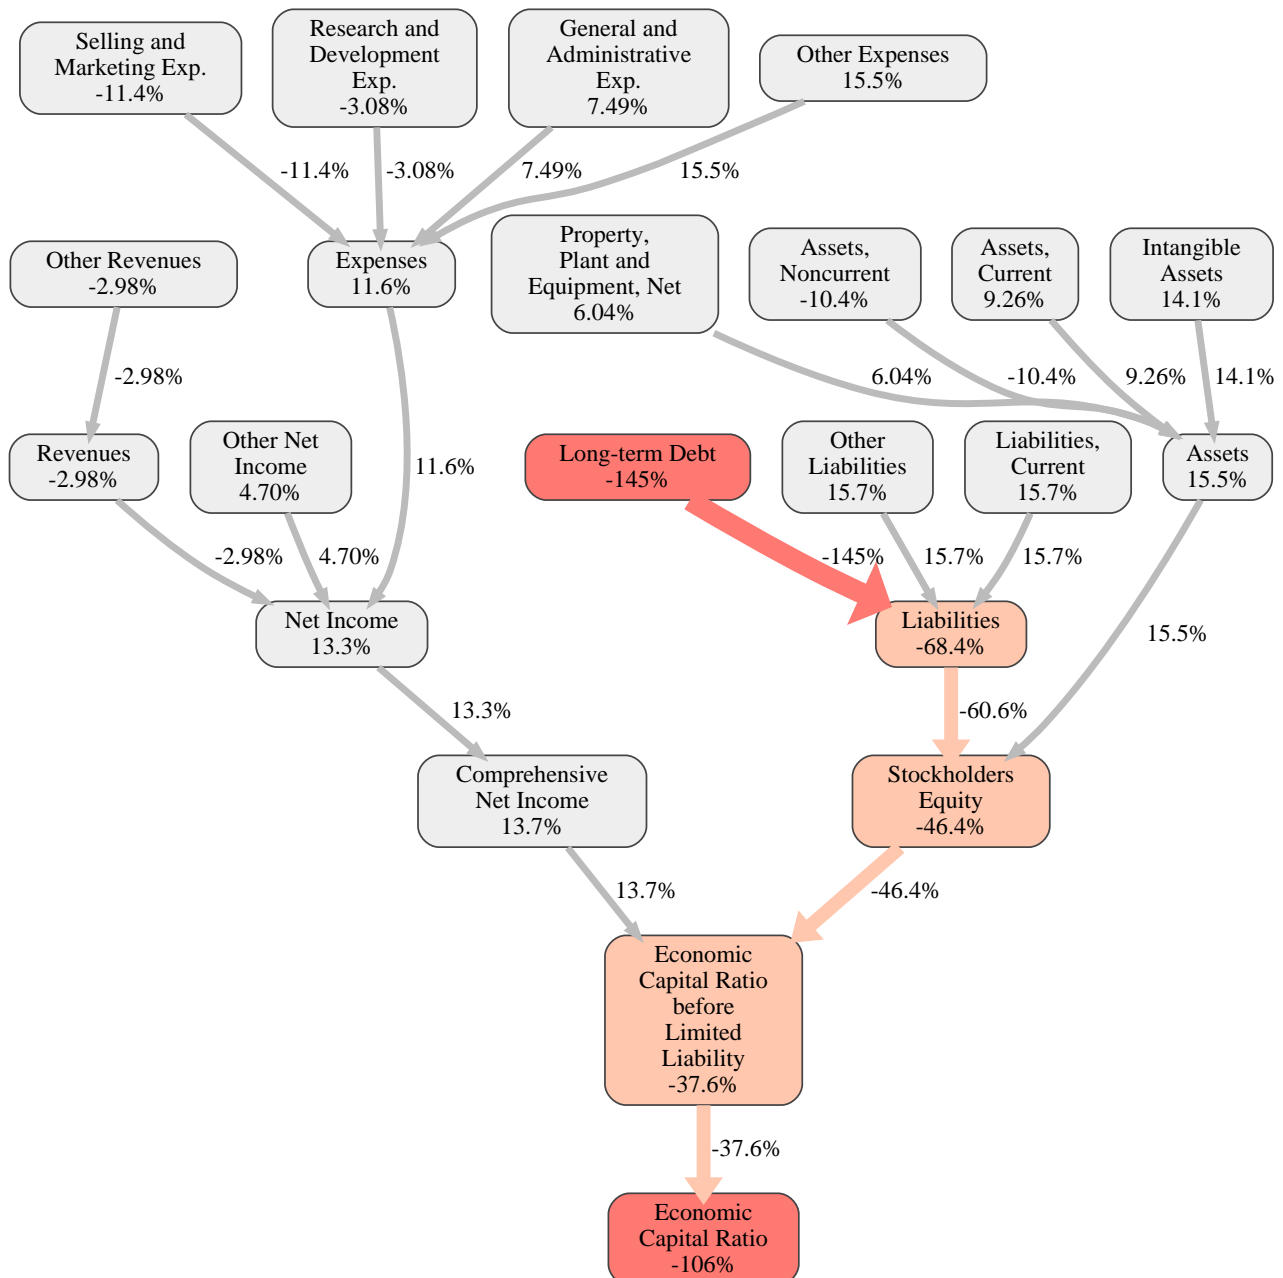 Selling and
Marketing Exp.
-11.4%
Research and
Development
Exp.
-3.08%
General and
Administrative
Exp.
7.49%
Other Expenses
15.5%
-11.4%
-3.08%
7.49%
15.5%
Other Revenues
-2.98%
Expenses
11.6%
Property,
Plant and
Equipment, Net
6.04%
Assets,
Noncurrent
-10.4%
Assets,
Current
9.26%
Intangible
Assets
14.1%
-2.98%
6.04%
-10.4%
9.26%
14.1%
Revenues
-2.98%
Other Net
Income
4.70%
11.6%
Long-term Debt
-145%
Other
Liabilities
15.7%
Liabilities,
Current
15.7%
Assets
15.5%
-2.98%
4.70%
-145%
15.7%
15.7%
Net Income
13.3%
Liabilities
-68.4%
15.5%
13.3%
-60.6%
Comprehensive
Net Income
13.7%
Stockholders
Equity
-46.4%
13.7%
-46.4%
Economic
Capital Ratio
before
Limited
Liability
-37.6%
-37.6%
Economic
Capital Ratio
-106%